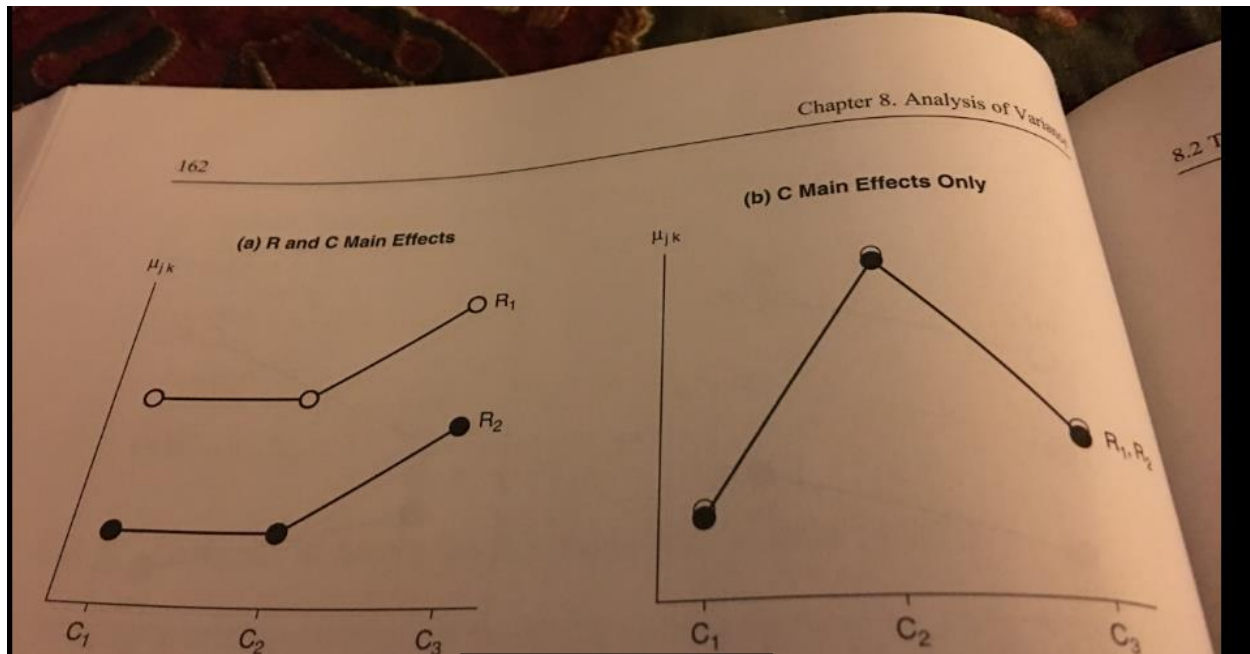 162
Chapter 8. Analysis of Variance
8.2 T
(a) R and C Main Effects
μjk
R1
R2
C1
C2
C3
(b) C Main Effects Only
μjk
R1, R2
C1
C2
C3